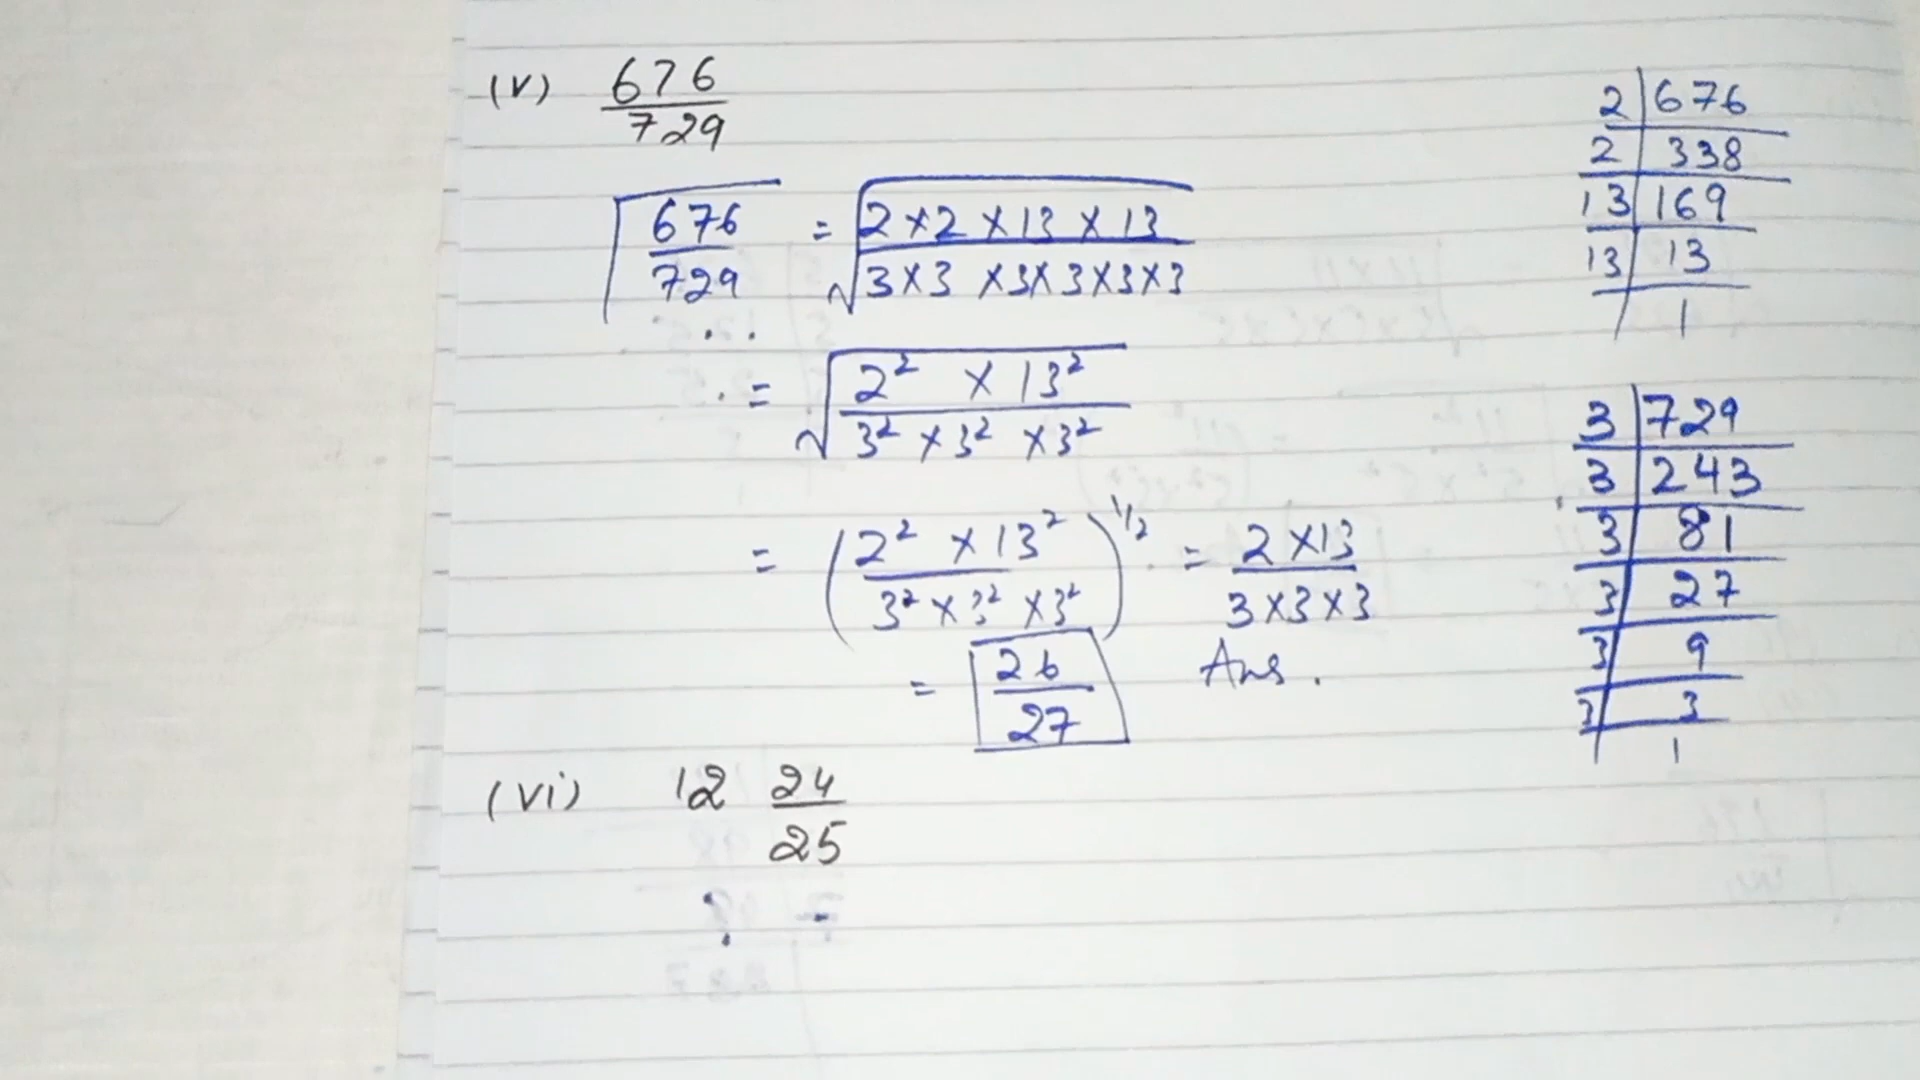 (v) 676/729
√(676/729) = √((2×2×13×13)/(3×3×3×3×3×3))
= √((2² × 13²)/(3² × 3² × 3²))
= ((2² × 13²)/(3² × 3² × 3²))^1/2 = (2×13)/(3×3×3)
= 26/27 Ans.
(vi) 12 24/25
2 | 676
2 | 338
13 | 169
13 | 13
1
3 | 729
3 | 243
3 | 81
3 | 27
3 | 9
3 | 3
1